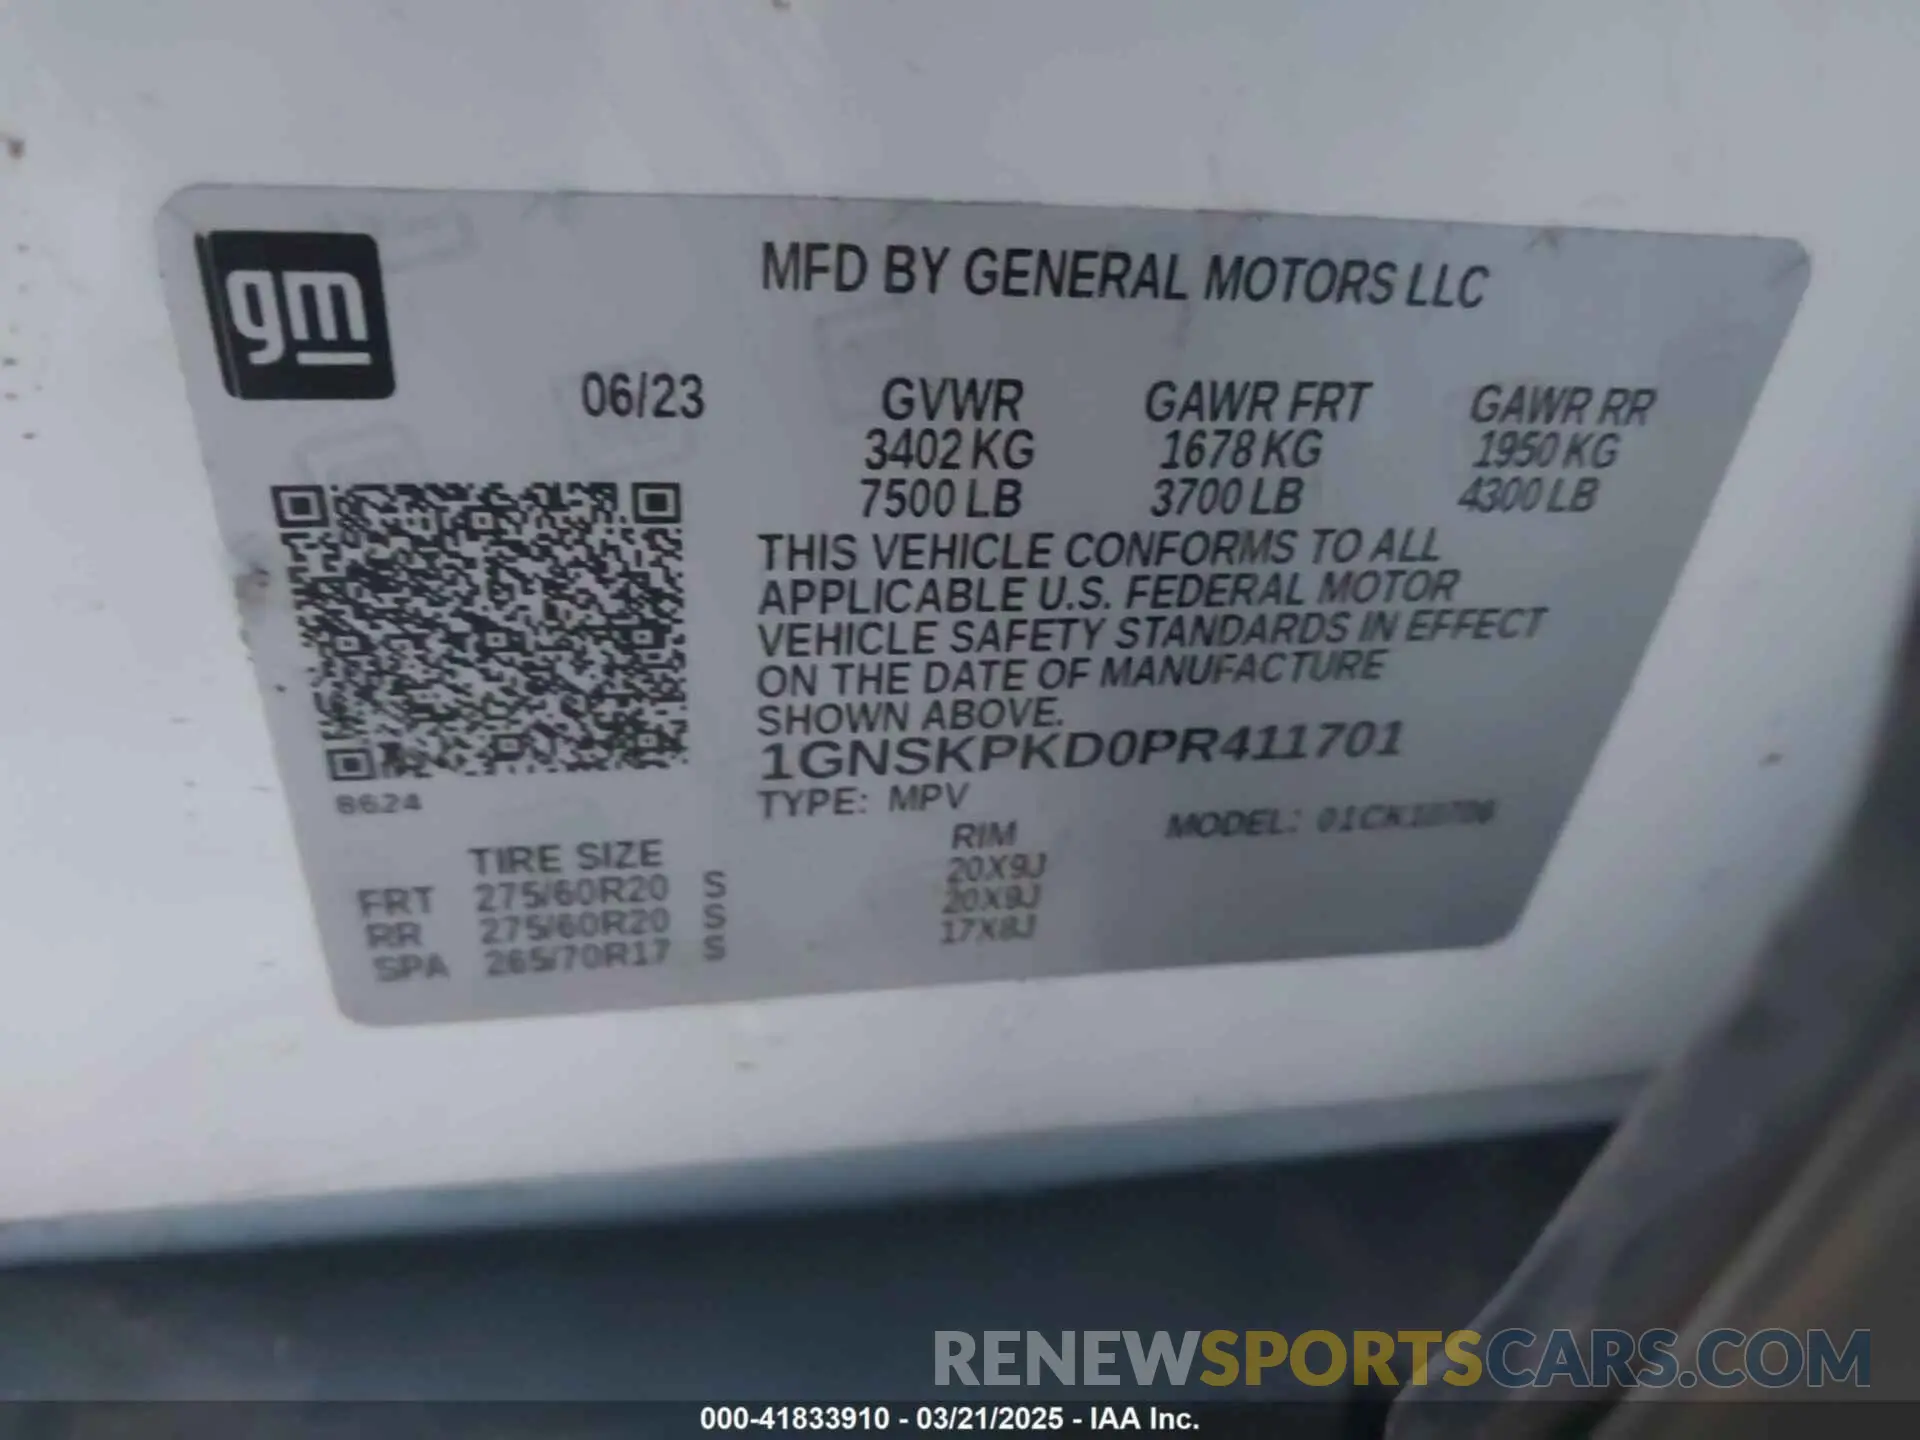 gm
MFD BY GENERAL MOTORS LLC
06/23 GVWR GAWR FRT GAWR RR
3402 KG 1678 KG 1950 KG
7500 LB 3700 LB 4300 LB
THIS VEHICLE CONFORMS TO ALL
APPLICABLE U.S. FEDERAL MOTOR
VEHICLE SAFETY STANDARDS IN EFFECT
ON THE DATE OF MANUFACTURE
SHOWN ABOVE.
1GNSKPKD0PR411701
8624
TYPE: MPV MODEL:
TIRE SIZE RIM
FRT 275/60R20 S 20X9J
RR 275/60R20 S 20X9J
SPA 265/70R17 S 17X8J
RENEWSPORTSCARS.COM
000-41833910 - 03/21/2025 - IAA Inc.